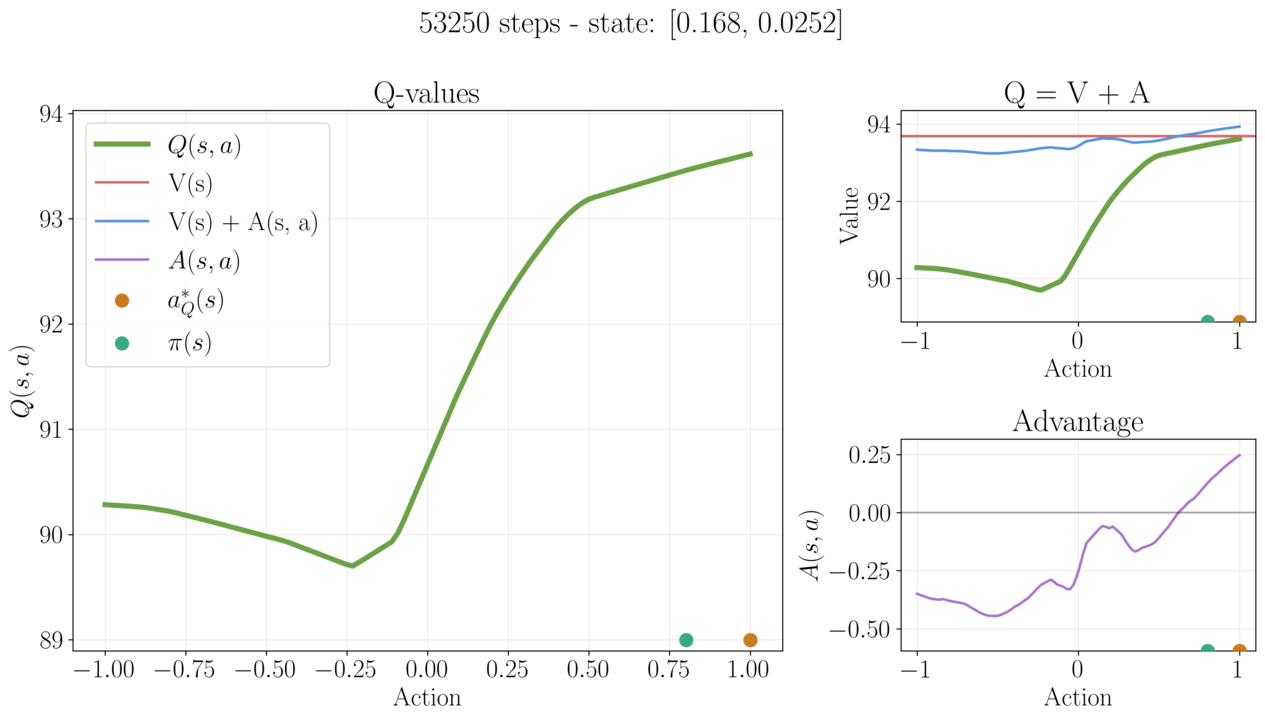 53250 steps - state: [0.168, 0.0252]
Q-values
94
93
92
91
90
89
Q(s, a)
Q(s, a)
V(s)
V(s) + A(s, a)
A(s, a)
a*Q(s)
π(s)
−1.00 −0.75 −0.50 −0.25 0.00 0.25 0.50 0.75 1.00
Action
Q = V + A
94
92
90
Value
−1 0 1
Action
Advantage
0.25
0.00
−0.25
−0.50
A(s, a)
−1 0 1
Action